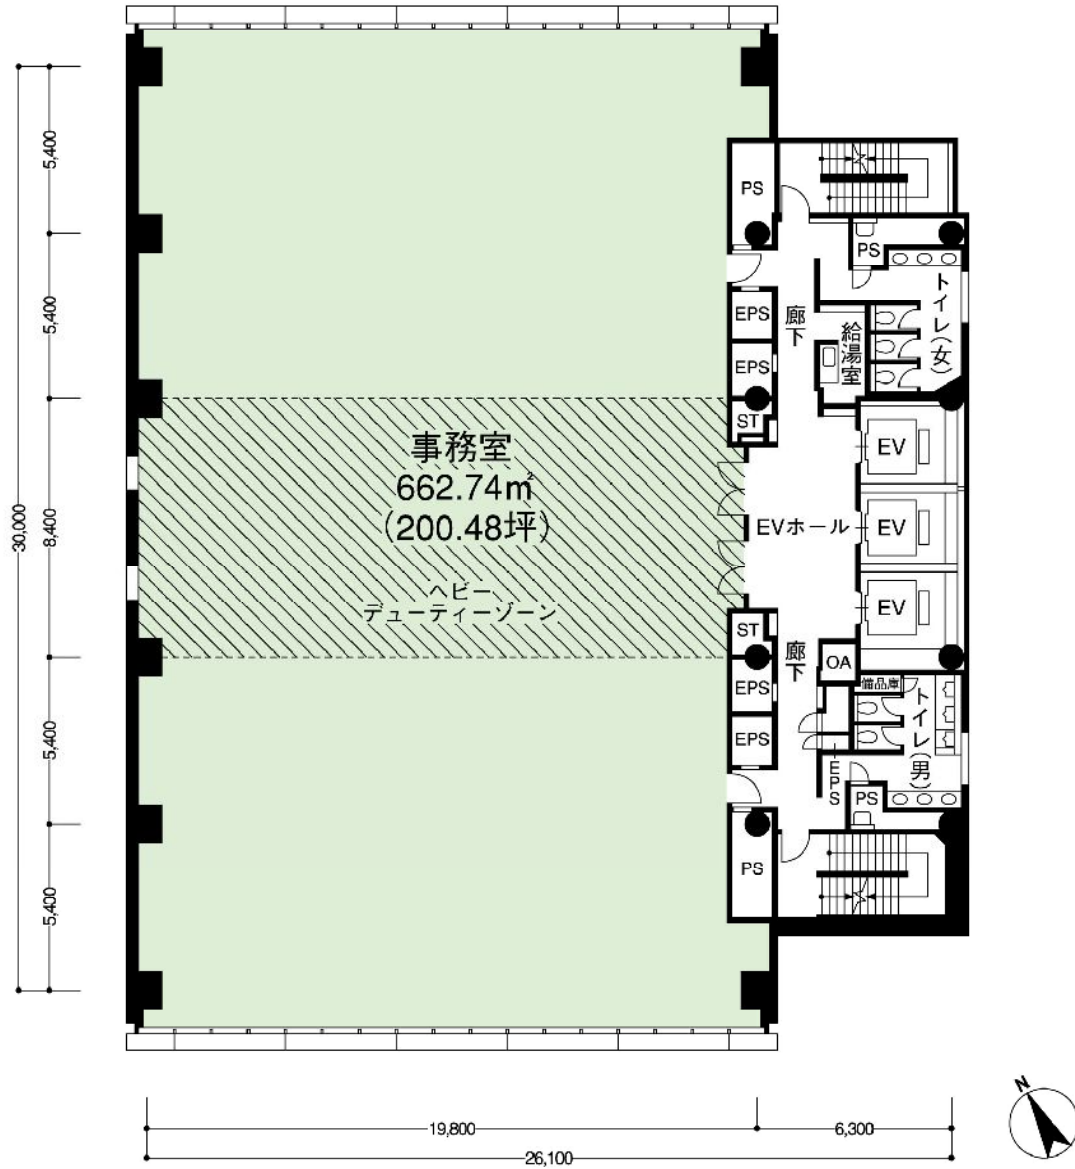 5,400
PS
PS
トイレ(女)
5,400
EPS
廊下
給湯室
EPS
ST
事務室
662.74㎡
(200.48坪)
ヘビー
デューティーゾーン
30,000
8,400
EV
EVホール
EV
EV
ST
廊下
OA
EPS
備品庫
トイレ(男)
5,400
EPS
EPS
PS
5,400
PS
N
19,800
6,300
26,100